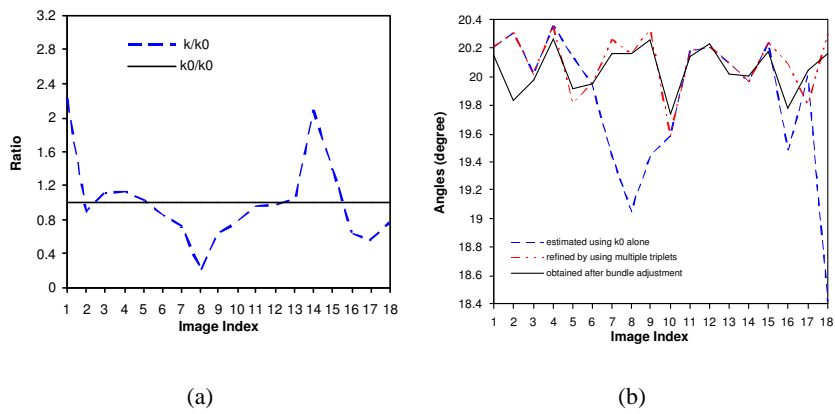 3.2
2.8
2.4
2
1.6
1.2
0.8
0.4
0
Ratio
k/k0
k0/k0
1 2 3 4 5 6 7 8 9 10 11 12 13 14 15 16 17 18
Image Index
(a)
20.4
20.2
20
19.8
19.6
19.4
19.2
19
18.8
18.6
18.4
Angles (degree)
estimated using k0 alone
refined by using multiple triplets
obtained after bundle adjustment
1 2 3 4 5 6 7 8 9 10 11 12 13 14 15 16 17 18
Image Index
(b)